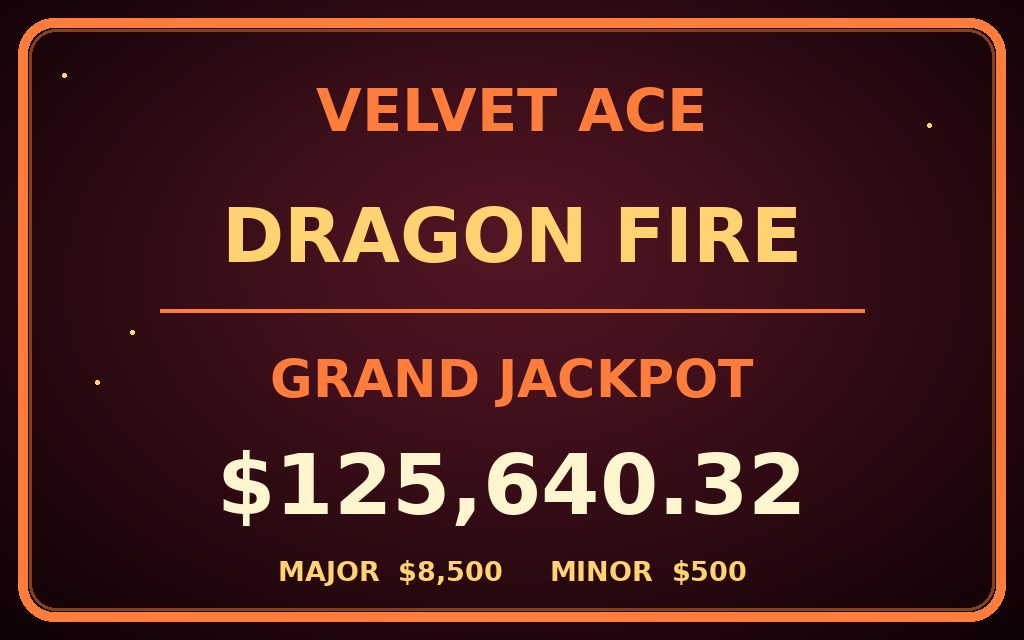 VELVET ACE
DRAGON FIRE
GRAND JACKPOT
$125,640.32
MAJOR $8,500 MINOR $500